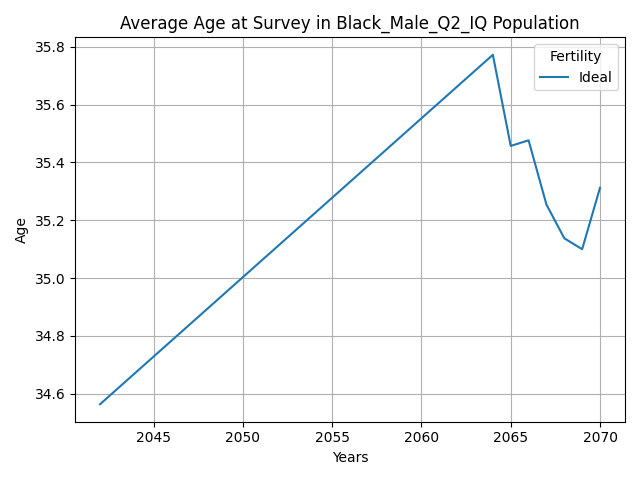 Average Age at Survey in Black_Male_Q2_IQ Population
Fertility
Ideal
Age
35.8
35.6
35.4
35.2
35.0
34.8
34.6
2045 2050 2055 2060 2065 2070
Years